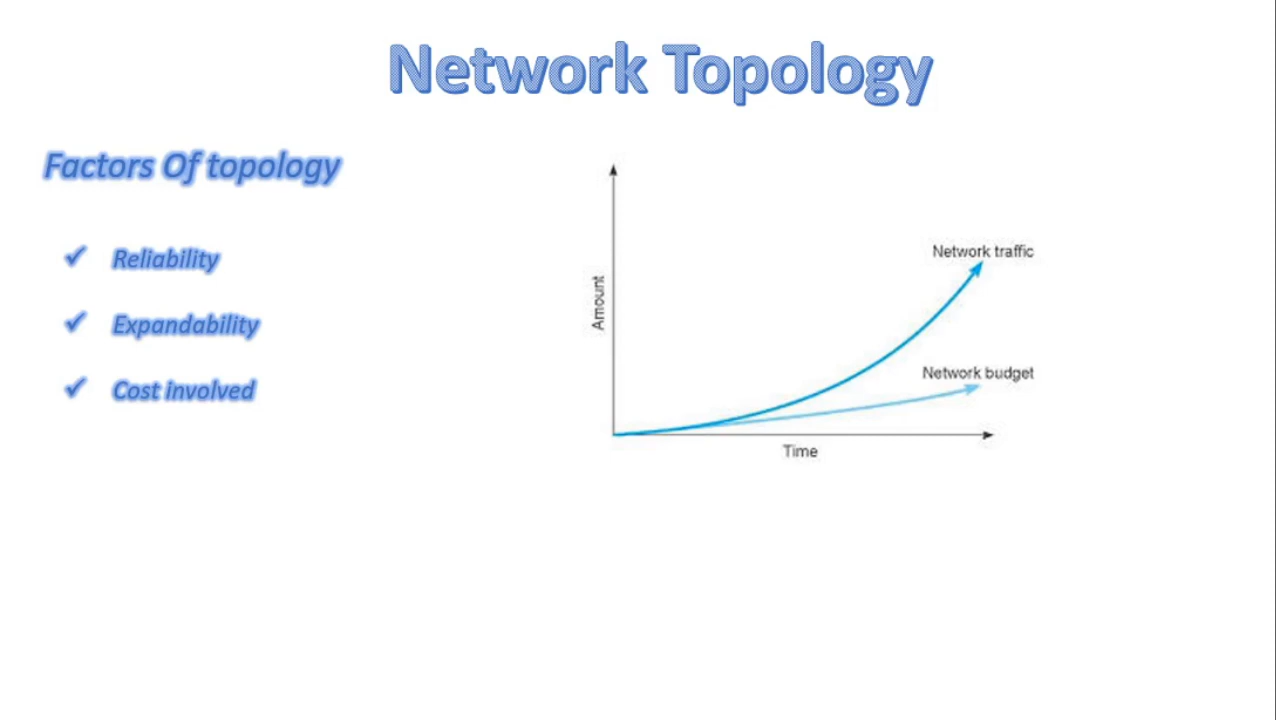 Network Topology
Factors Of topology
✓ Reliability
✓ Expandability
✓ Cost involved
Network traffic
Amount
Network budget
Time